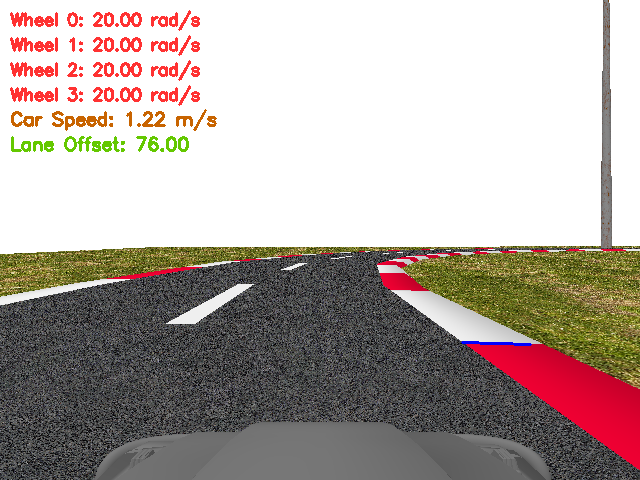 Wheel 0: 20.00 rad/s
Wheel 1: 20.00 rad/s
Wheel 2: 20.00 rad/s
Wheel 3: 20.00 rad/s
Car Speed: 1.22 m/s
Lane Offset: 76.00